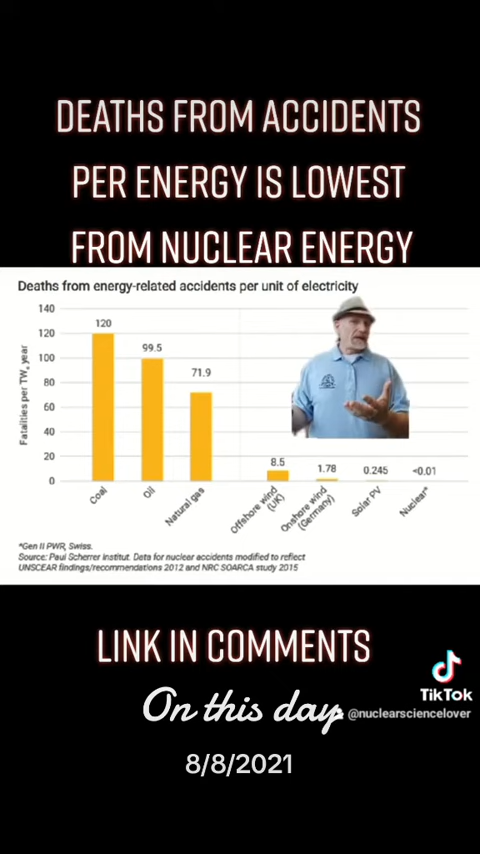 DEATHS FROM ACCIDENTS
PER ENERGY IS LOWEST
FROM NUCLEAR ENERGY
Deaths from energy-related accidents per unit of electricity
Fatalities per TWₑ year
140
120
100
80
60
40
20
0
120
99.5
71.9
8.5
1.78
0.245
<0.01
Coal
Oil
Natural gas
Offshore wind
(UK)
Onshore wind
(Germany)
Solar PV
Nuclear*
*Gen II PWR, Swiss.
Source: Paul Scherrer Institut. Data for nuclear accidents modified to reflect
UNSCEAR findings/recommendations 2012 and NRC SOARCA study 2015
LINK IN COMMENTS
On this day
TikTok
@nuclearsciencelover
8/8/2021